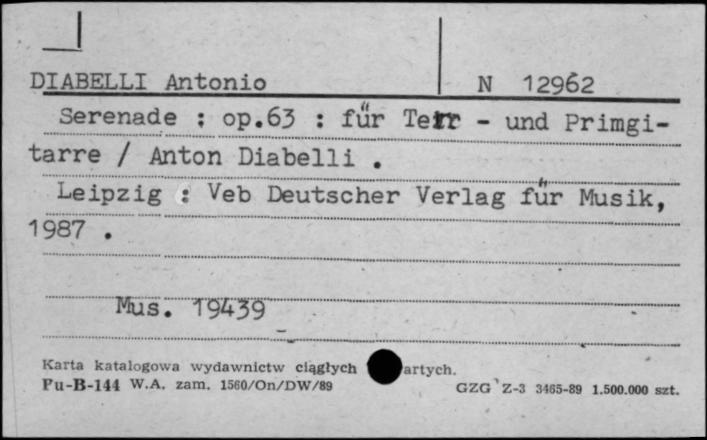 DIABELLI Antonio N 12962
Serenade : op.63 : für Terr - und Primgi-
tarre / Anton Diabelli .
Leipzig : Veb Deutscher Verlag für Musik,
1987 .
Mus. 19439
Karta katalogowa wydawnictw ciągłych artych.
Pu-B-144 W.A. zam. 1560/On/DW/89 GZG Z-3 3465-89 1.500.000 szt.